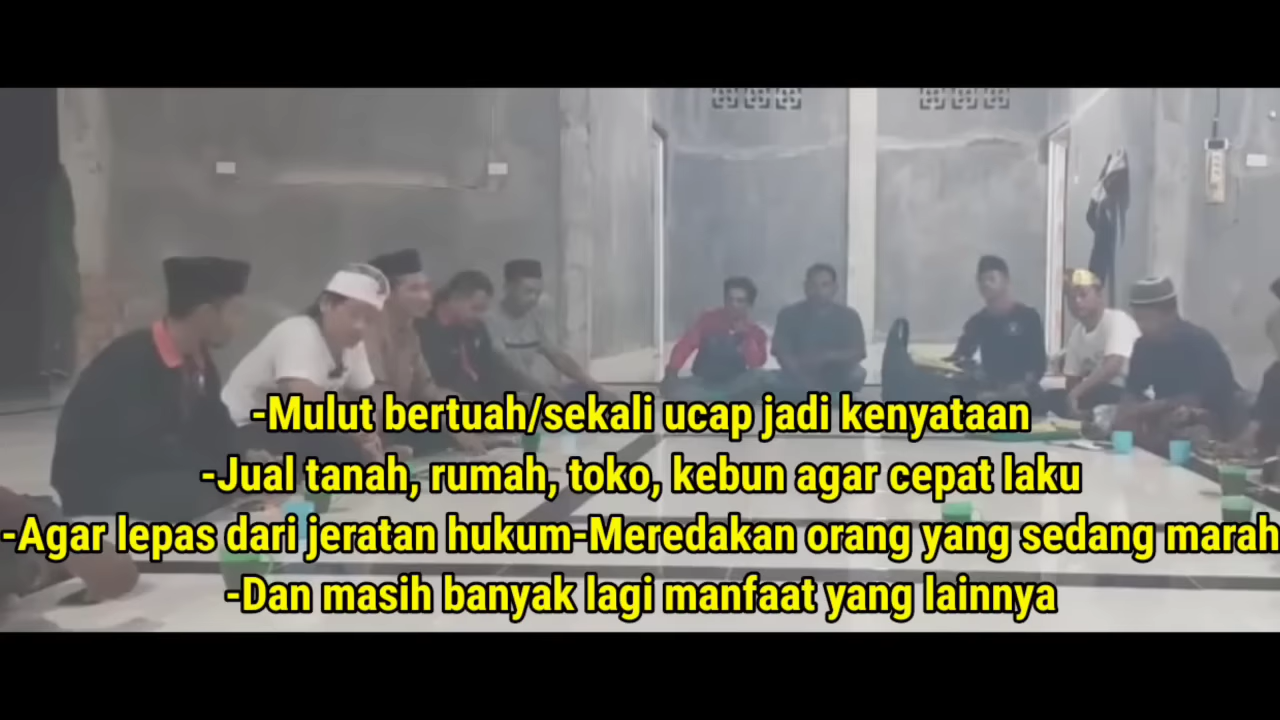 -Mulut bertuah/sekali ucap jadi kenyataan
-Jual tanah, rumah, toko, kebun agar cepat laku
-Agar lepas dari jeratan hukum-Meredakan orang yang sedang marah
-Dan masih banyak lagi manfaat yang lainnya